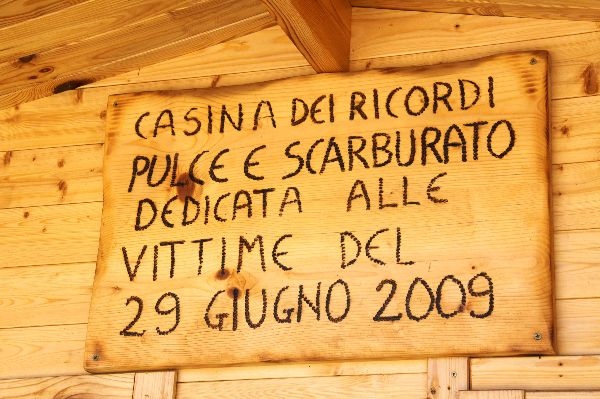 CASINA DEI RICORDI
PULCE E SCARBURATO
DEDICATA ALLE
VITTIME DEL
29 GIUGNO 2009